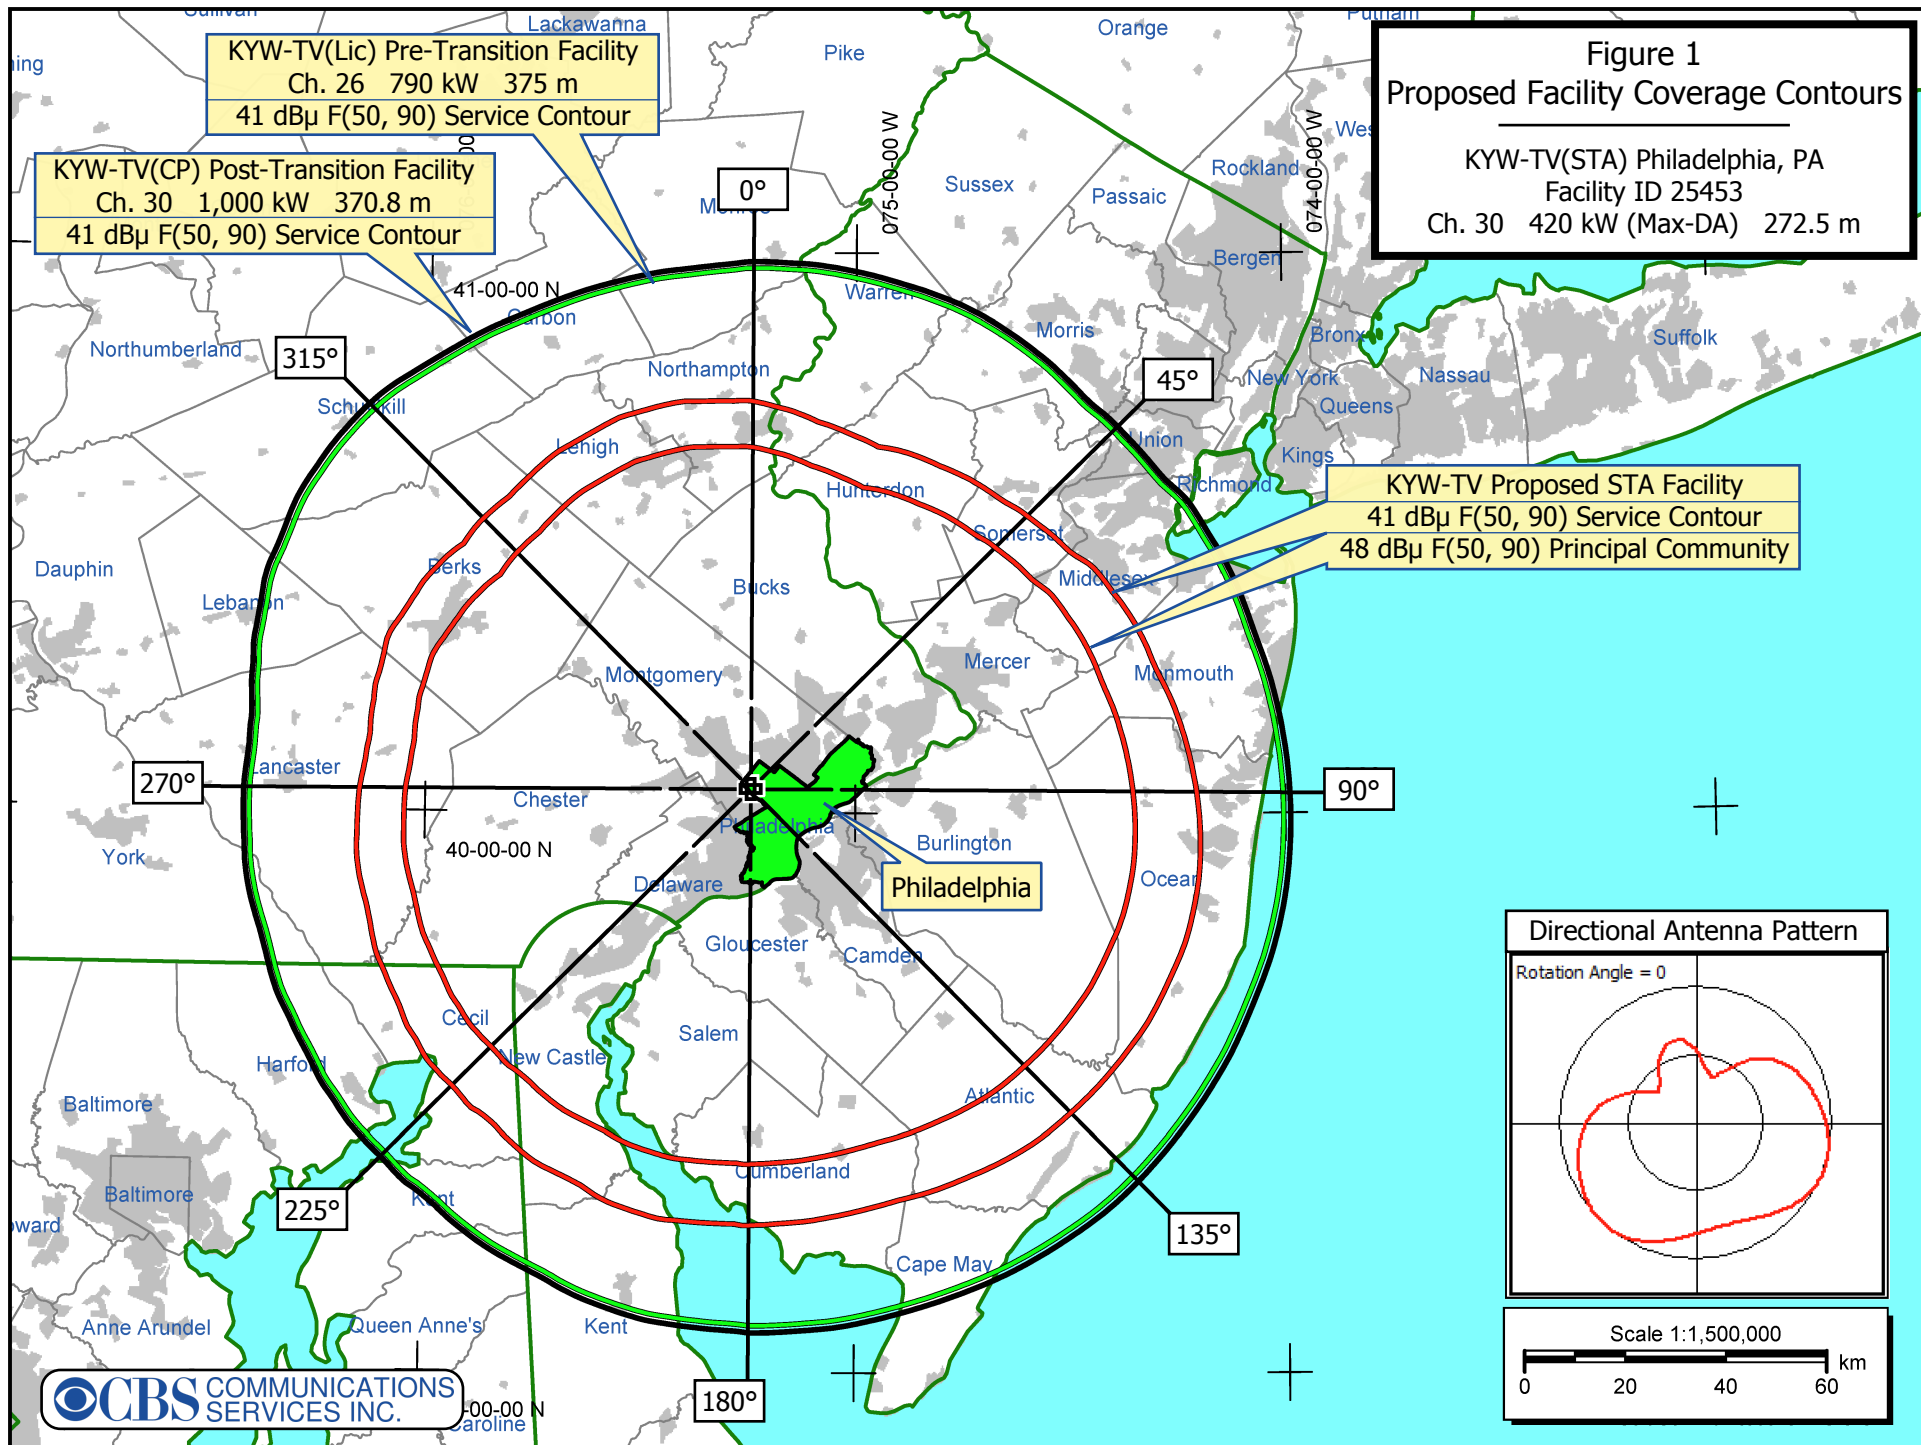 Sullivan
Lackawanna
Putnam
Orange
Pike
KYW-TV(Lic) Pre-Transition Facility
Ch. 26 790 kW 375 m
41 dBµ F(50, 90) Service Contour
KYW-TV(CP) Post-Transition Facility
Ch. 30 1,000 kW 370.8 m
41 dBµ F(50, 90) Service Contour
Figure 1
Proposed Facility Coverage Contours
KYW-TV(STA) Philadelphia, PA
Facility ID 25453
Ch. 30 420 kW (Max-DA) 272.5 m
075-00-00 W
074-00-00 W
0°
Sussex
Passaic
Rockland
Bergen
41-00-00 N
Carbon
Warren
Morris
Bronx
Suffolk
Northumberland
315°
Northampton
45°
New York
Nassau
Schuylkill
Queens
Lehigh
Union
Kings
Hunterdon
Richmond
KYW-TV Proposed STA Facility
41 dBµ F(50, 90) Service Contour
48 dBµ F(50, 90) Principal Community
Somerset
Dauphin
Berks
Middlesex
Bucks
Lebanon
Mercer
Montgomery
Monmouth
270°
Lancaster
Chester
90°
Philadelphia
York
40-00-00 N
Burlington
Delaware
Philadelphia
Ocean
Gloucester
Camden
Directional Antenna Pattern
Rotation Angle = 0
Cecil
Salem
New Castle
Harford
Baltimore
Atlantic
Cumberland
Baltimore
Kent
225°
135°
Cape May
Anne Arundel
Queen Anne's
Kent
Scale 1:1,500,000
km
0 20 40 60
180°
CBS COMMUNICATIONS
SERVICES INC.
-00-00 N
Caroline